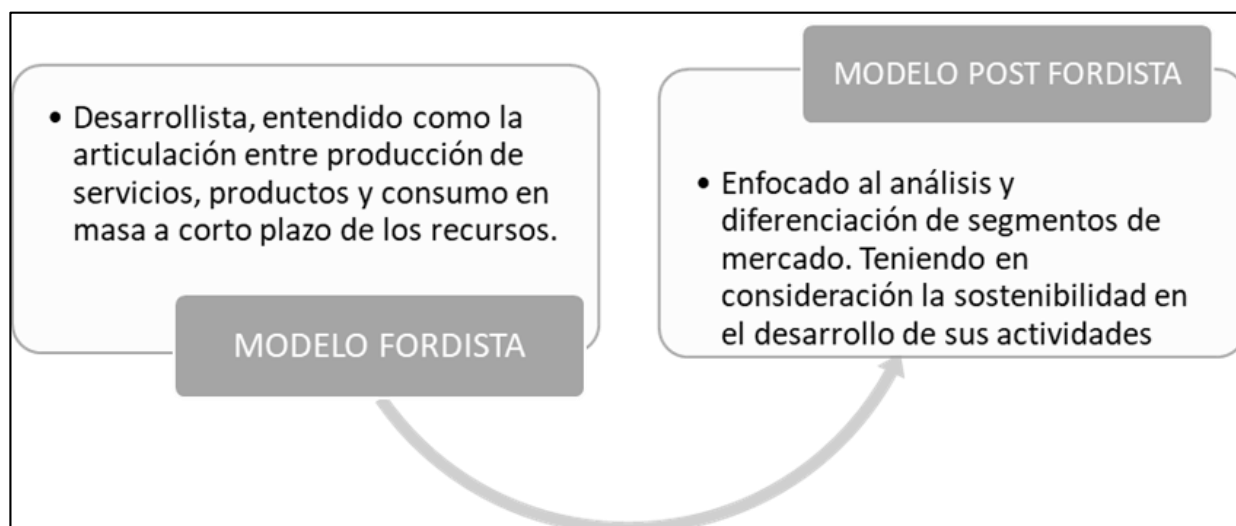 • Desarrollista, entendido como la
articulación entre producción de
servicios, productos y consumo en
masa a corto plazo de los recursos.
MODELO FORDISTA
MODELO POST FORDISTA
• Enfocado al análisis y
diferenciación de segmentos de
mercado. Teniendo en
consideración la sostenibilidad en
el desarrollo de sus actividades